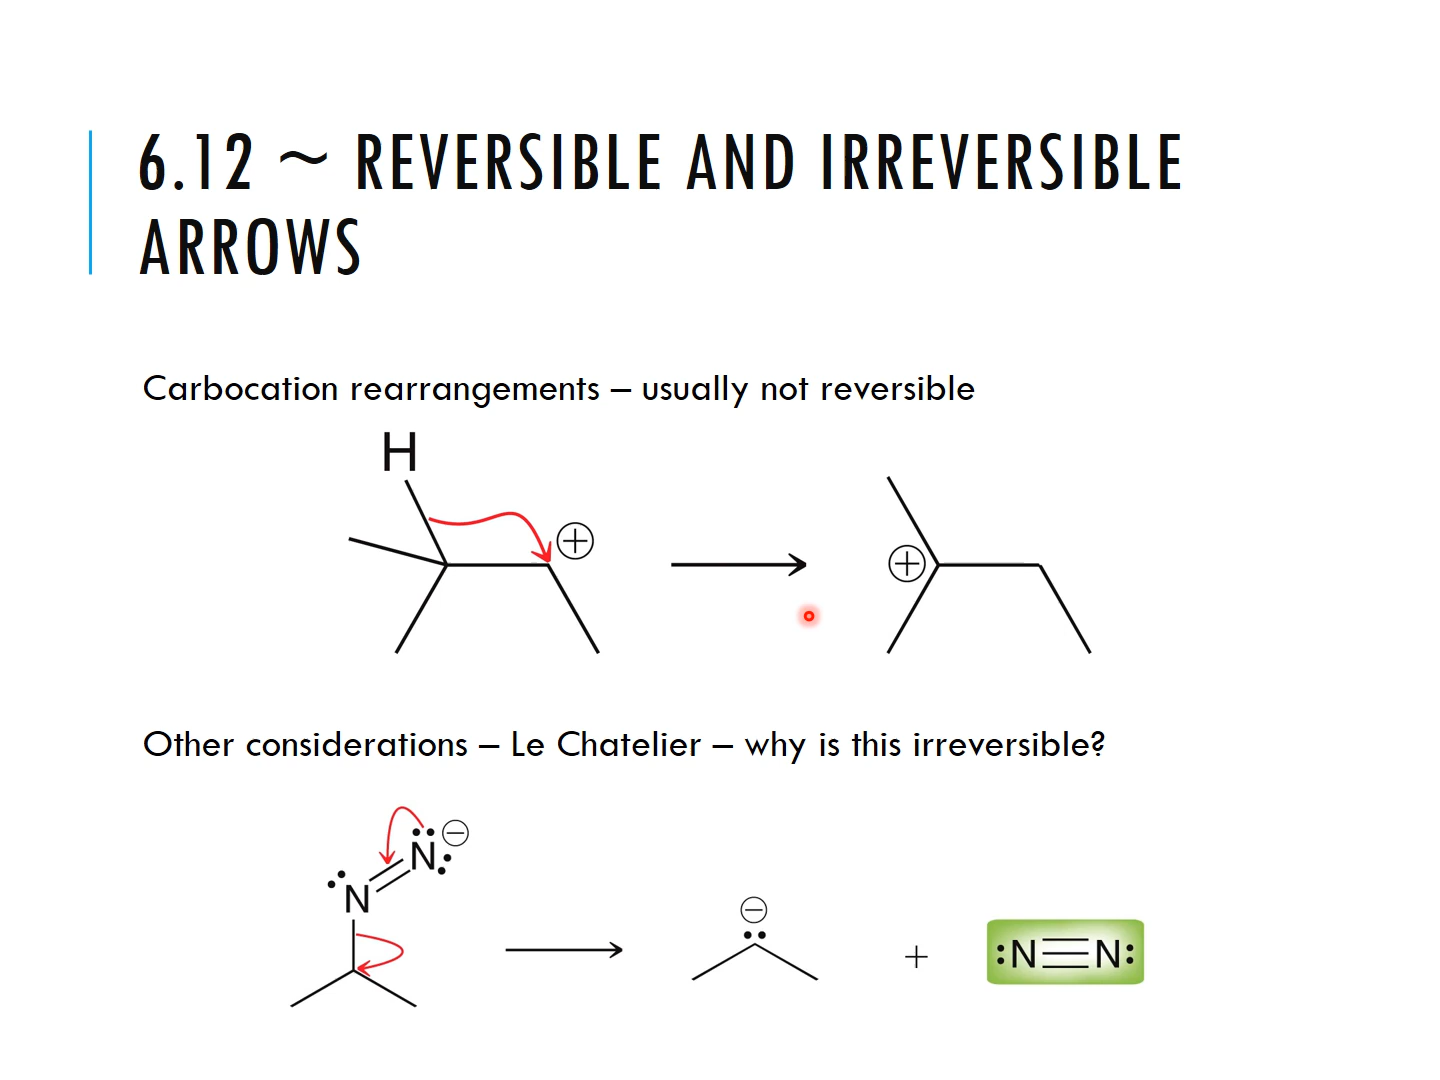 6.12 ~ REVERSIBLE AND IRREVERSIBLE
ARROWS
Carbocation rearrangements – usually not reversible
H
Other considerations – Le Chatelier – why is this irreversible?
N
N
+
:N≡N: